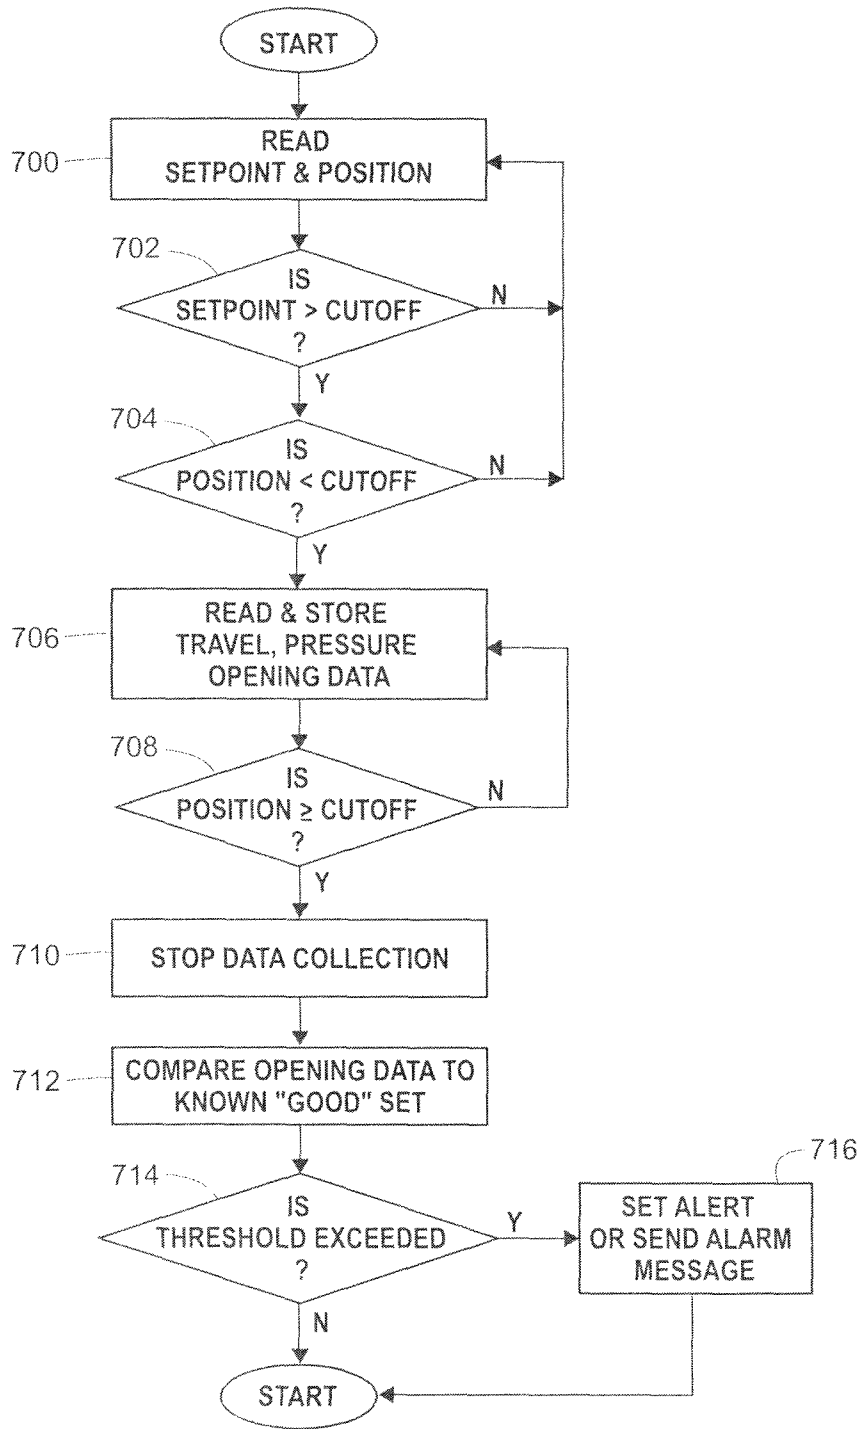 START
700
READ
SETPOINT & POSITION
702
IS
SETPOINT > CUTOFF
?
N
Y
704
IS
POSITION < CUTOFF
?
N
Y
706
READ & STORE
TRAVEL, PRESSURE
OPENING DATA
708
IS
POSITION ≥ CUTOFF
?
N
Y
710
STOP DATA COLLECTION
712
COMPARE OPENING DATA TO
KNOWN "GOOD" SET
714
IS
THRESHOLD EXCEEDED
?
Y
N
716
SET ALERT
OR SEND ALARM
MESSAGE
START